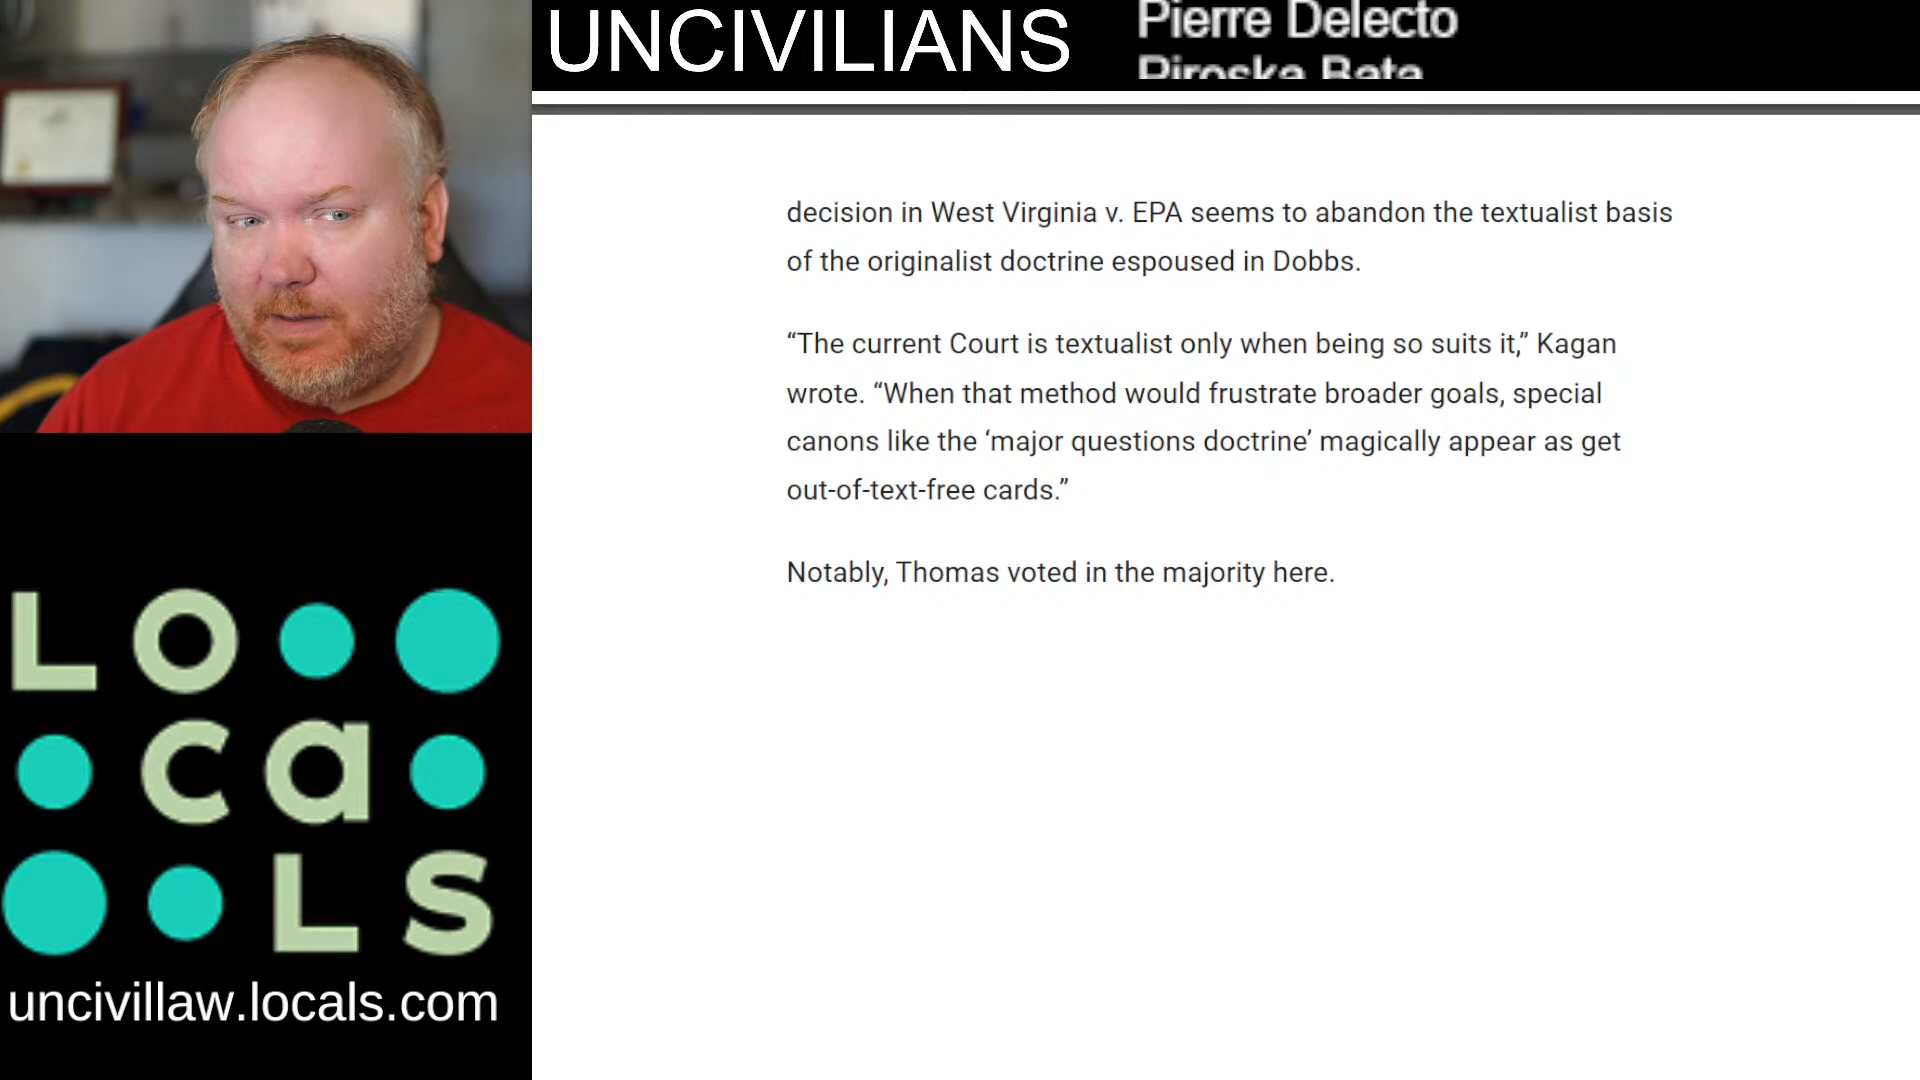 UNCIVILIANS
Pierre Delecto
Piroska Bata
decision in West Virginia v. EPA seems to abandon the textualist basis
of the originalist doctrine espoused in Dobbs.
“The current Court is textualist only when being so suits it,” Kagan
wrote. “When that method would frustrate broader goals, special
canons like the ‘major questions doctrine’ magically appear as get
out-of-text-free cards.”
Notably, Thomas voted in the majority here.
LO
ca
LS
uncivillaw.locals.com